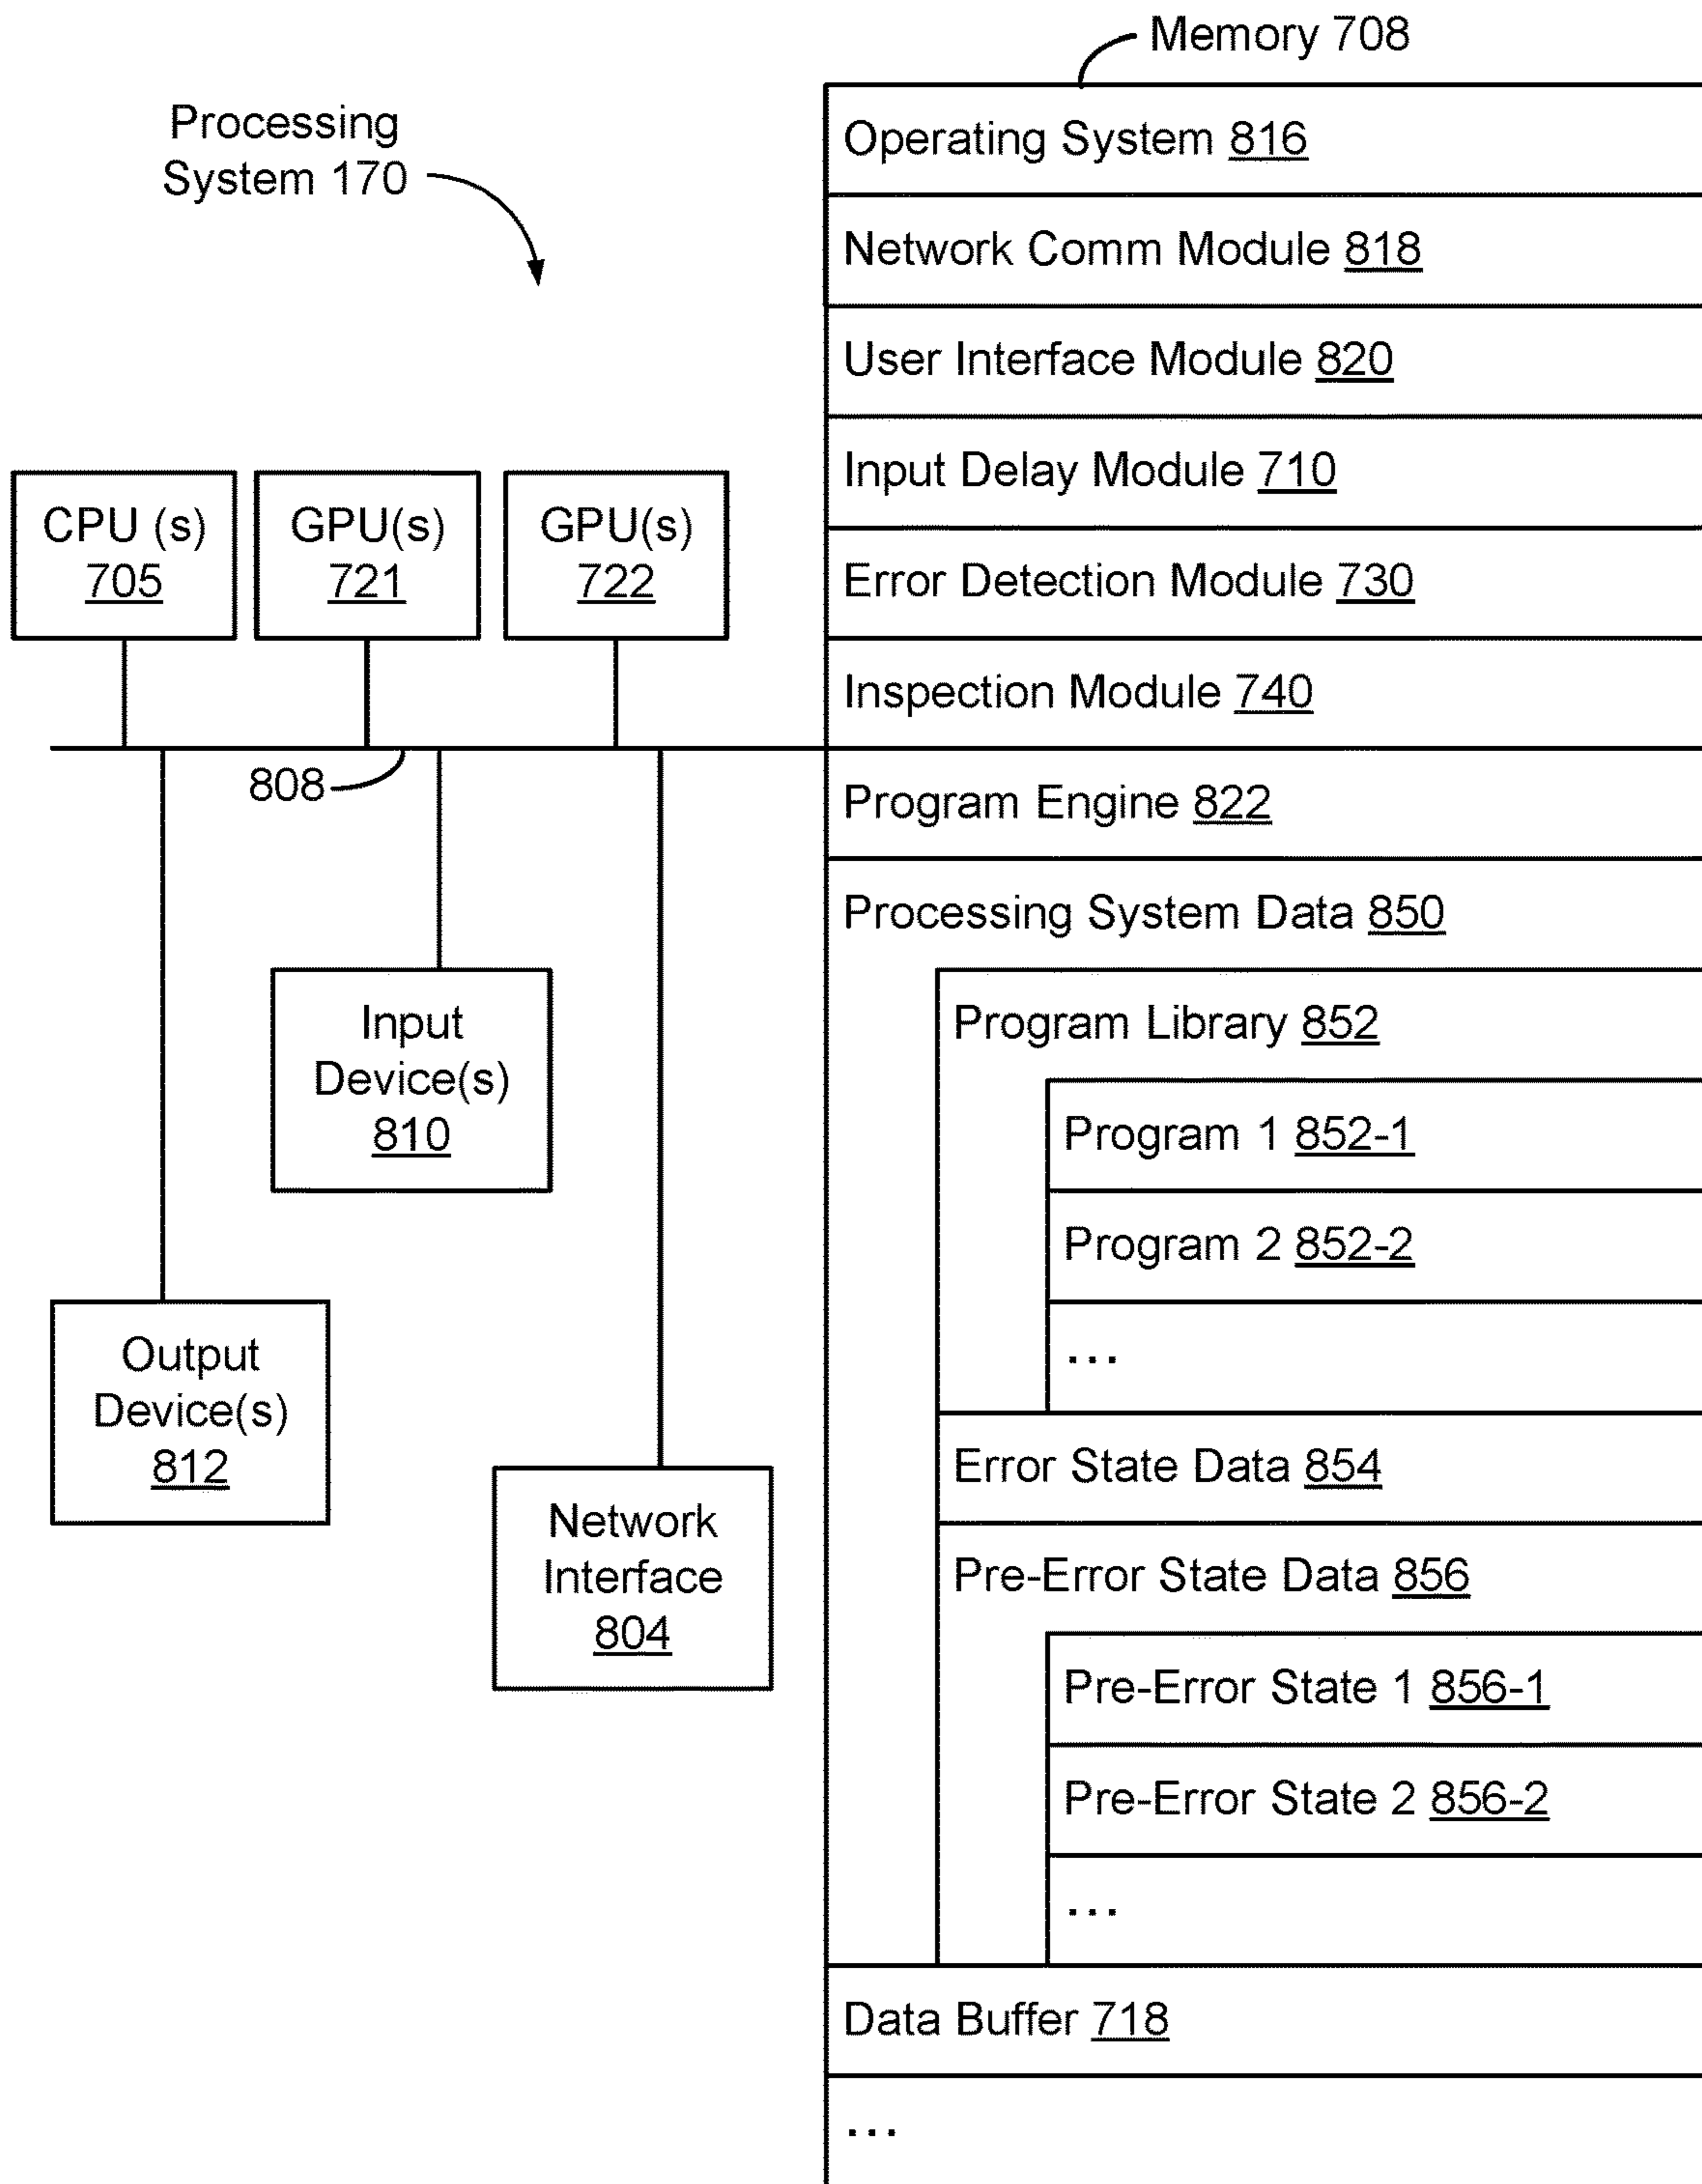 Memory 708
Processing
System 170
Operating System 816
Network Comm Module 818
User Interface Module 820
Input Delay Module 710
Error Detection Module 730
Inspection Module 740
CPU (s)
705
GPU(s)
721
GPU(s)
722
808
Program Engine 822
Processing System Data 850
Program Library 852
Program 1 852-1
Program 2 852-2
...
Error State Data 854
Pre-Error State Data 856
Pre-Error State 1 856-1
Pre-Error State 2 856-2
...
Data Buffer 718
...
Input
Device(s)
810
Output
Device(s)
812
Network
Interface
804